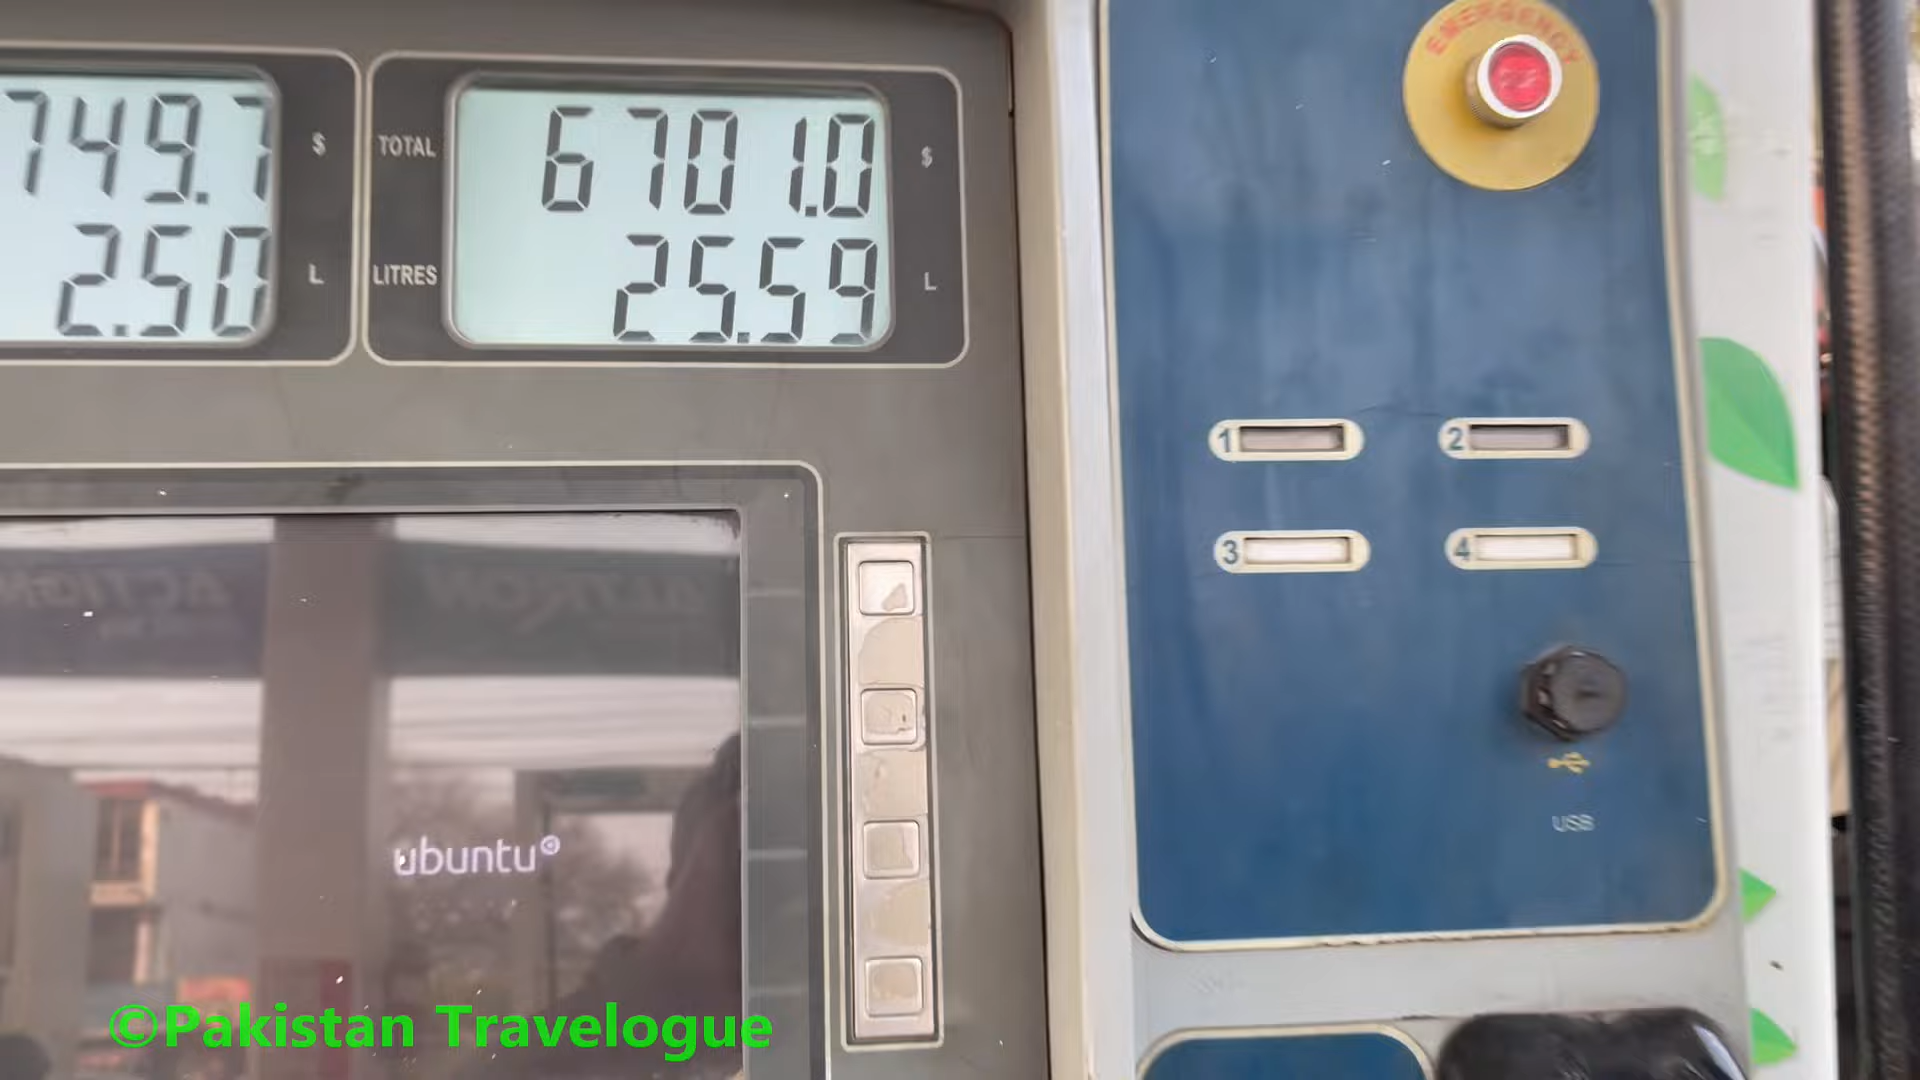 749.7 $
2.50 L
TOTAL 6701.0 $
LITRES 25.59 L
EMERGENCY
1 2
3 4
USB
ubuntu
©Pakistan Travelogue